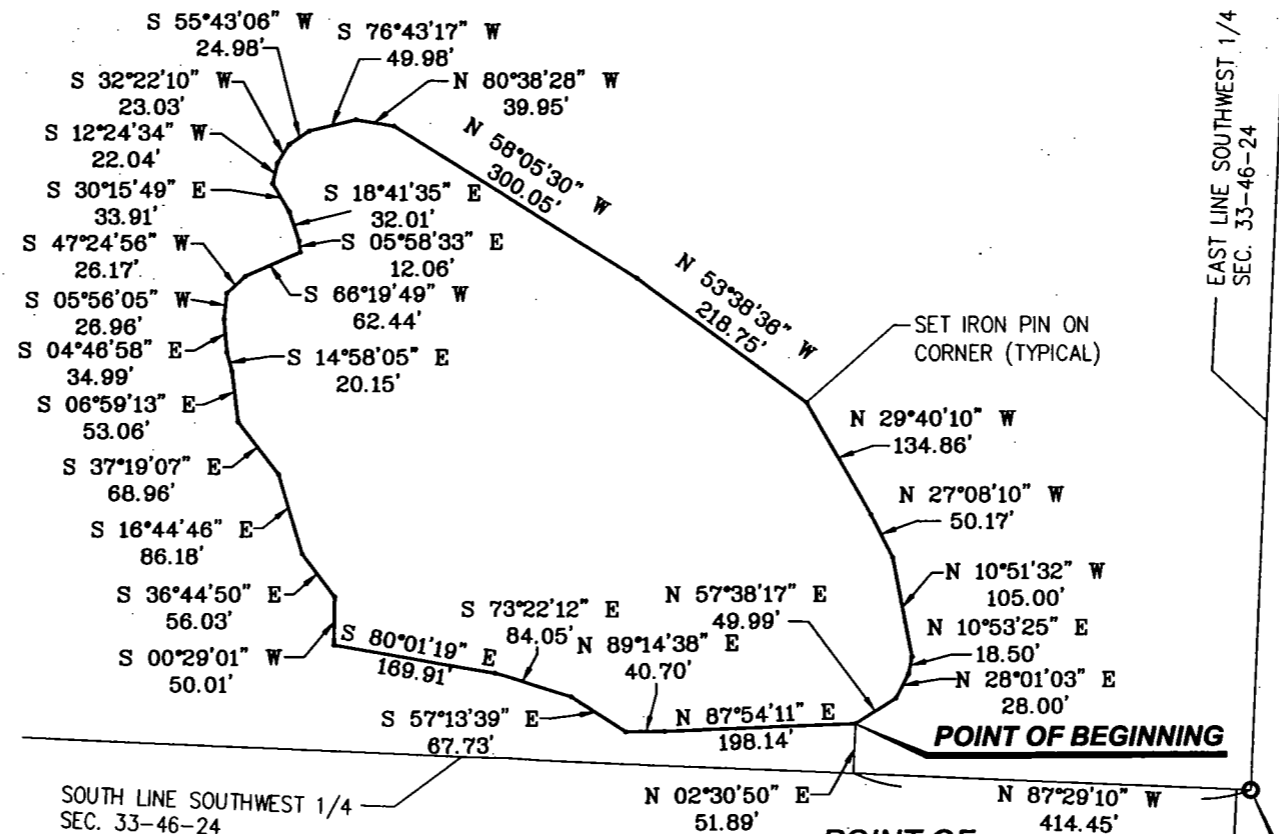 S 55°43'06" W
24.98'
S 76°43'17" W
49.98'
S 32°22'10" W
23.03'
N 80°38'28" W
39.95'
S 12°24'34" W
22.04'
N 58°05'30" W
300.05'
S 30°15'49" E
33.91'
S 18°41'35" E
32.01'
S 47°24'56" W
26.17'
S 05°58'33" E
12.06'
S 05°56'05" W
26.96'
S 66°19'49" W
62.44'
N 53°38'36" W
218.75'
S 04°46'58" E
34.99'
S 14°58'05" E
20.15'
S 06°59'13" E
53.06'
S 37°19'07" E
68.96'
S 16°44'46" E
86.18'
S 36°44'50" E
56.03'
S 00°29'01" W
50.01'
EAST LINE SOUTHWEST 1/4
SEC. 33-46-24
SET IRON PIN ON
CORNER (TYPICAL)
N 29°40'10" W
134.86'
N 27°08'10" W
50.17'
N 10°51'32" W
105.00'
N 57°38'17" E
49.99'
N 10°53'25" E
18.50'
N 28°01'03" E
28.00'
S 73°22'12" E
84.05'
N 89°14'38" E
40.70'
S 80°01'19" E
169.91'
S 57°13'39" E
67.73'
N 87°54'11" E
198.14'
POINT OF BEGINNING
SOUTH LINE SOUTHWEST 1/4
SEC. 33-46-24
N 02°30'50" E
51.89'
N 87°29'10" W
414.45'
POINT OF